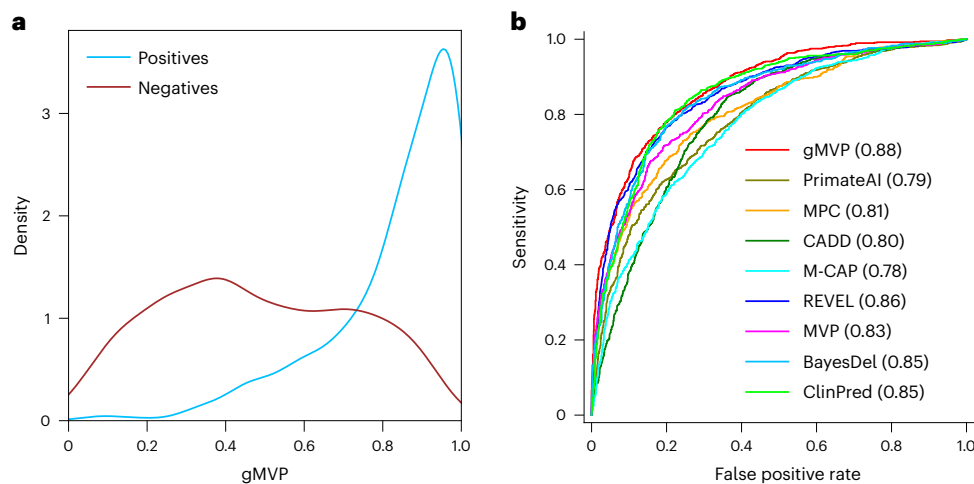 a
Positives
Negatives
3
2
1
0
Density
0
0.2
0.4
0.6
0.8
1.0
gMVP
b
1.0
0.8
0.6
0.4
0.2
0
Sensitivity
gMVP (0.88)
PrimateAI (0.79)
MPC (0.81)
CADD (0.80)
M-CAP (0.78)
REVEL (0.86)
MVP (0.83)
BayesDel (0.85)
ClinPred (0.85)
0
0.2
0.4
0.6
0.8
1.0
False positive rate